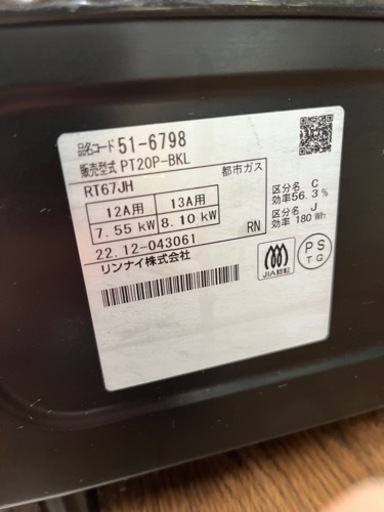 品名コード 51-6798
販売型式 PT20P-BKL
RT67JH 都市ガス
12A用 13A用
7.55 kW 8.10 kW
22.12-043061 RN
リンナイ株式会社
区分名 C
効率56.3 %
区分名 J
効率 180 Wh
JIA認証
PS
TG